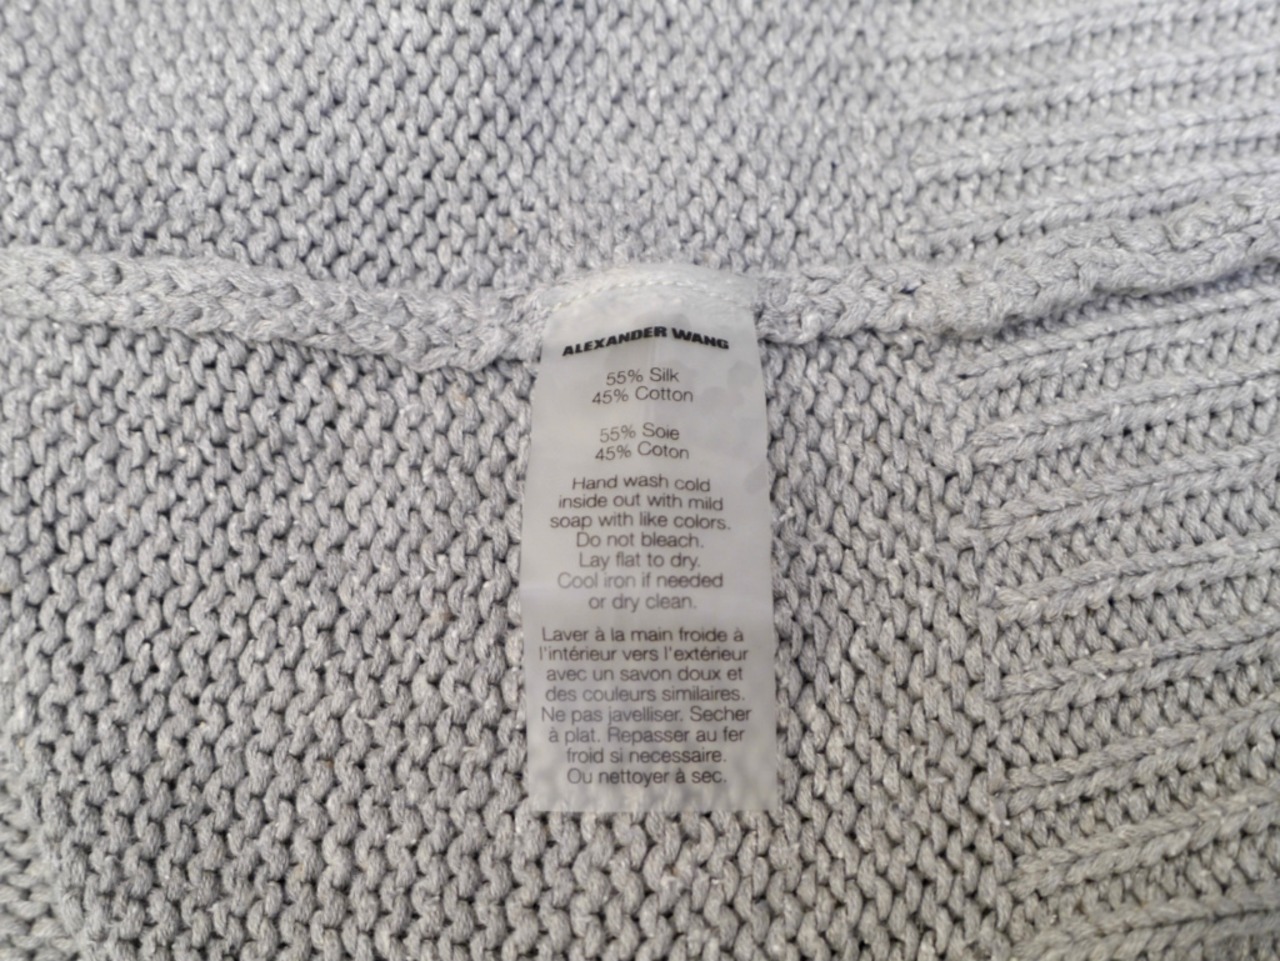 ALEXANDER WANG
55% Silk
45% Cotton
55% Soie
45% Coton
Hand wash cold
inside out with mild
soap with like colors.
Do not bleach.
Lay flat to dry.
Cool iron if needed
or dry clean.
Laver à la main froide à
l'intérieur vers l'extérieur
avec un savon doux et
des couleurs similaires.
Ne pas javelliser. Secher
à plat. Repasser au fer
froid si necessaire.
Ou nettoyer à sec.